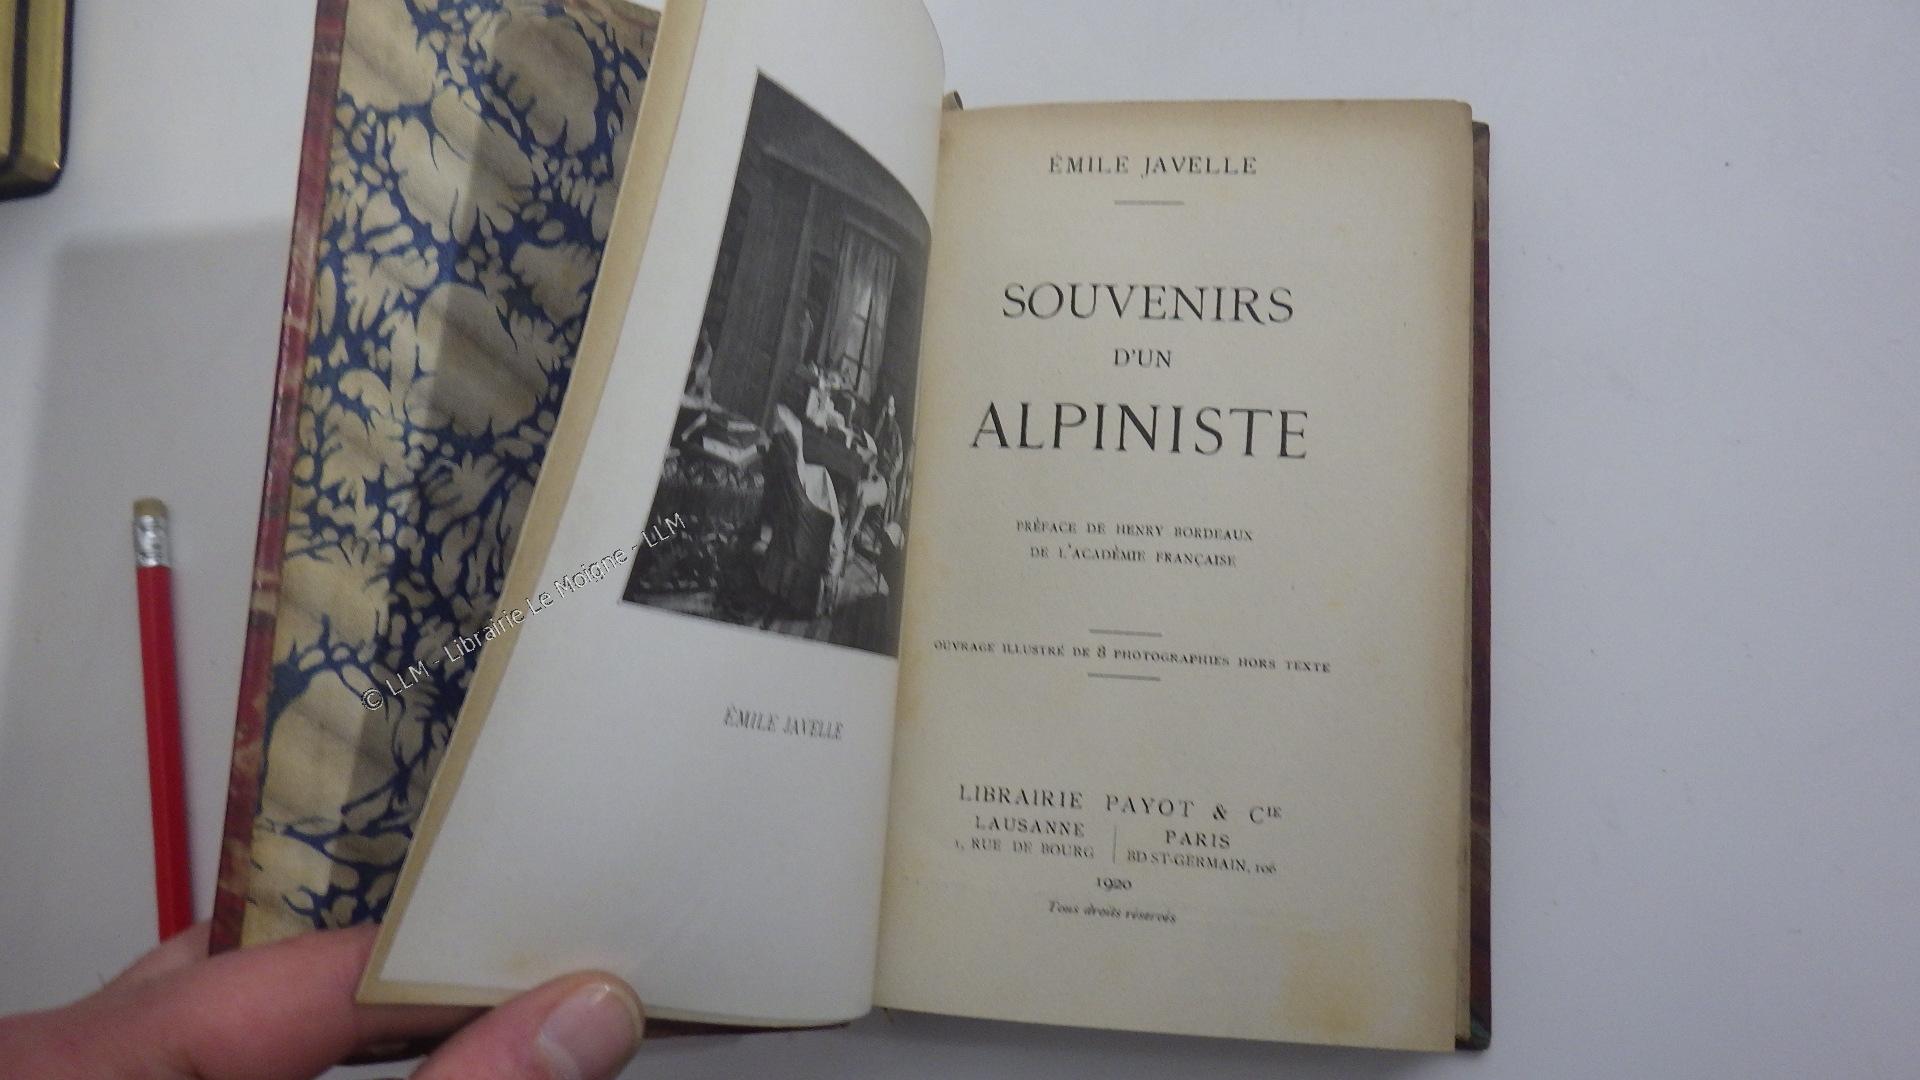 ÉMILE JAVELLE
SOUVENIRS
D'UN
ALPINISTE
PRÉFACE DE HENRY BORDEAUX
DE L'ACADÉMIE FRANÇAISE
OUVRAGE ILLUSTRÉ DE 8 PHOTOGRAPHIES HORS TEXTE
LIBRAIRIE PAYOT & CIE
LAUSANNE
1, RUE DE BOURG
PARIS
BD ST-GERMAIN, 106
1920
Tous droits réservés
ÉMILE JAVELLE
© LLM - Librairie Le Moigne - LLM